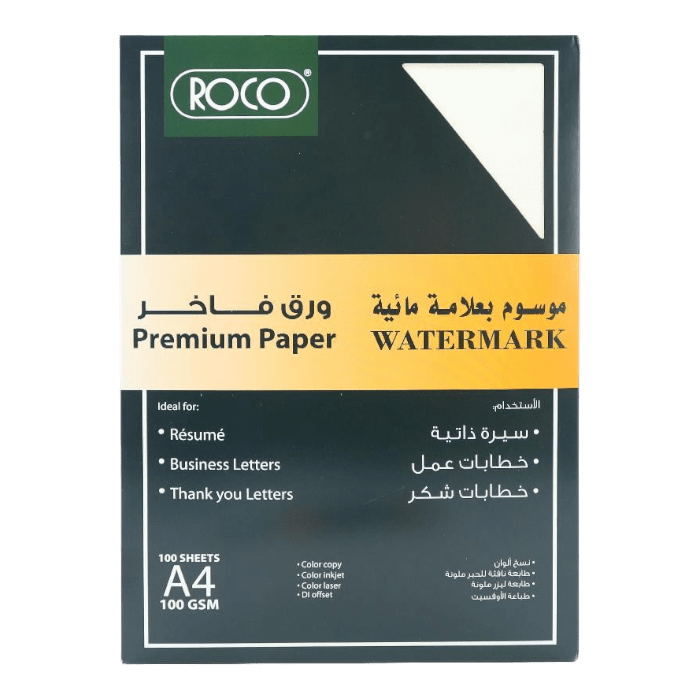 ROCO®
ورق فاخر
Premium Paper
موسوم بعلامة مائية
WATERMARK
Ideal for:
• Résumé
• Business Letters
• Thank you Letters
الأستخدام:
• سيرة ذاتية
• خطابات عمل
• خطابات شكر
100 SHEETS
A4
100 GSM
• Color copy
• Color inkjet
• Color laser
• DI offset
• نسخ ألوان
• طابعة نافثة للحبر ملونة
• طابعة ليزر ملونة
• طباعة الأوفسيت